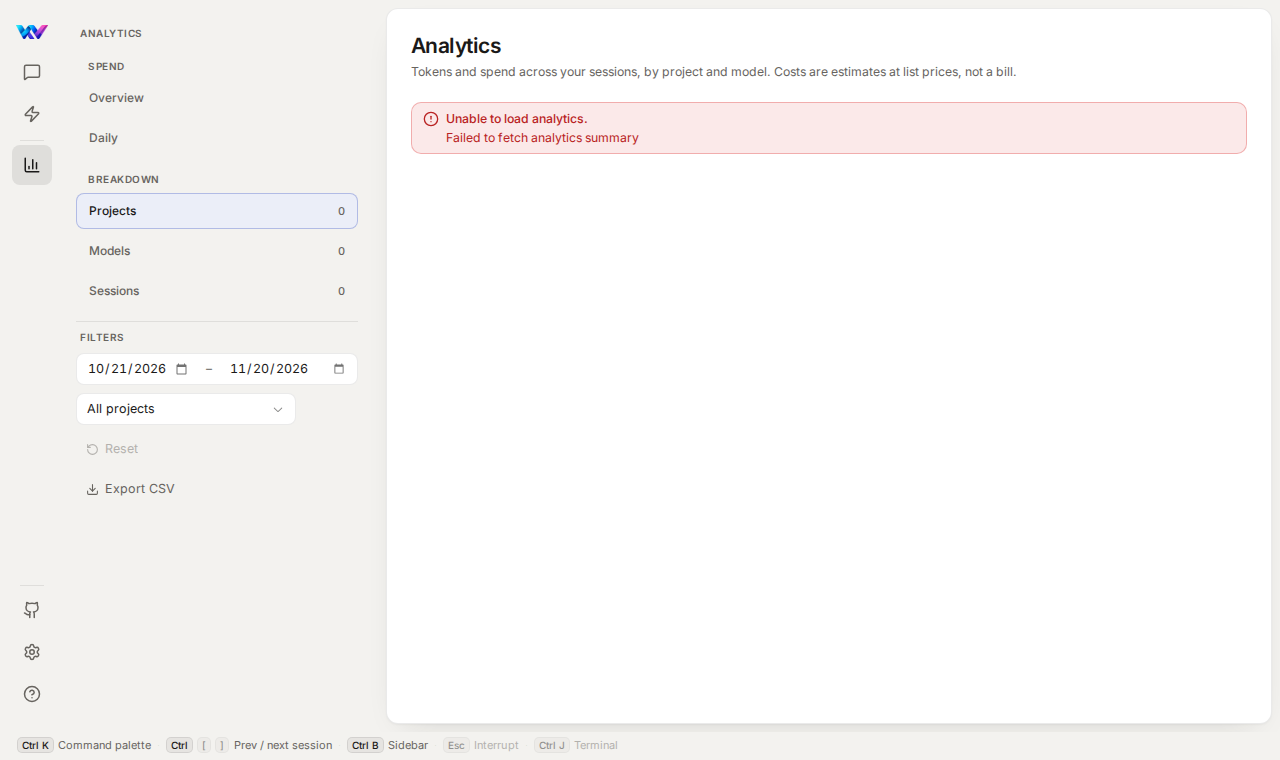 ANALYTICS
SPEND
Overview
Daily
BREAKDOWN
Projects 0
Models 0
Sessions 0
FILTERS
10/21/2026 – 11/20/2026
All projects
Reset
Export CSV
Analytics
Tokens and spend across your sessions, by project and model. Costs are estimates at list prices, not a bill.
Unable to load analytics.
Failed to fetch analytics summary
Ctrl K Command palette Ctrl [ ] Prev / next session Ctrl B Sidebar Esc Interrupt Ctrl J Terminal